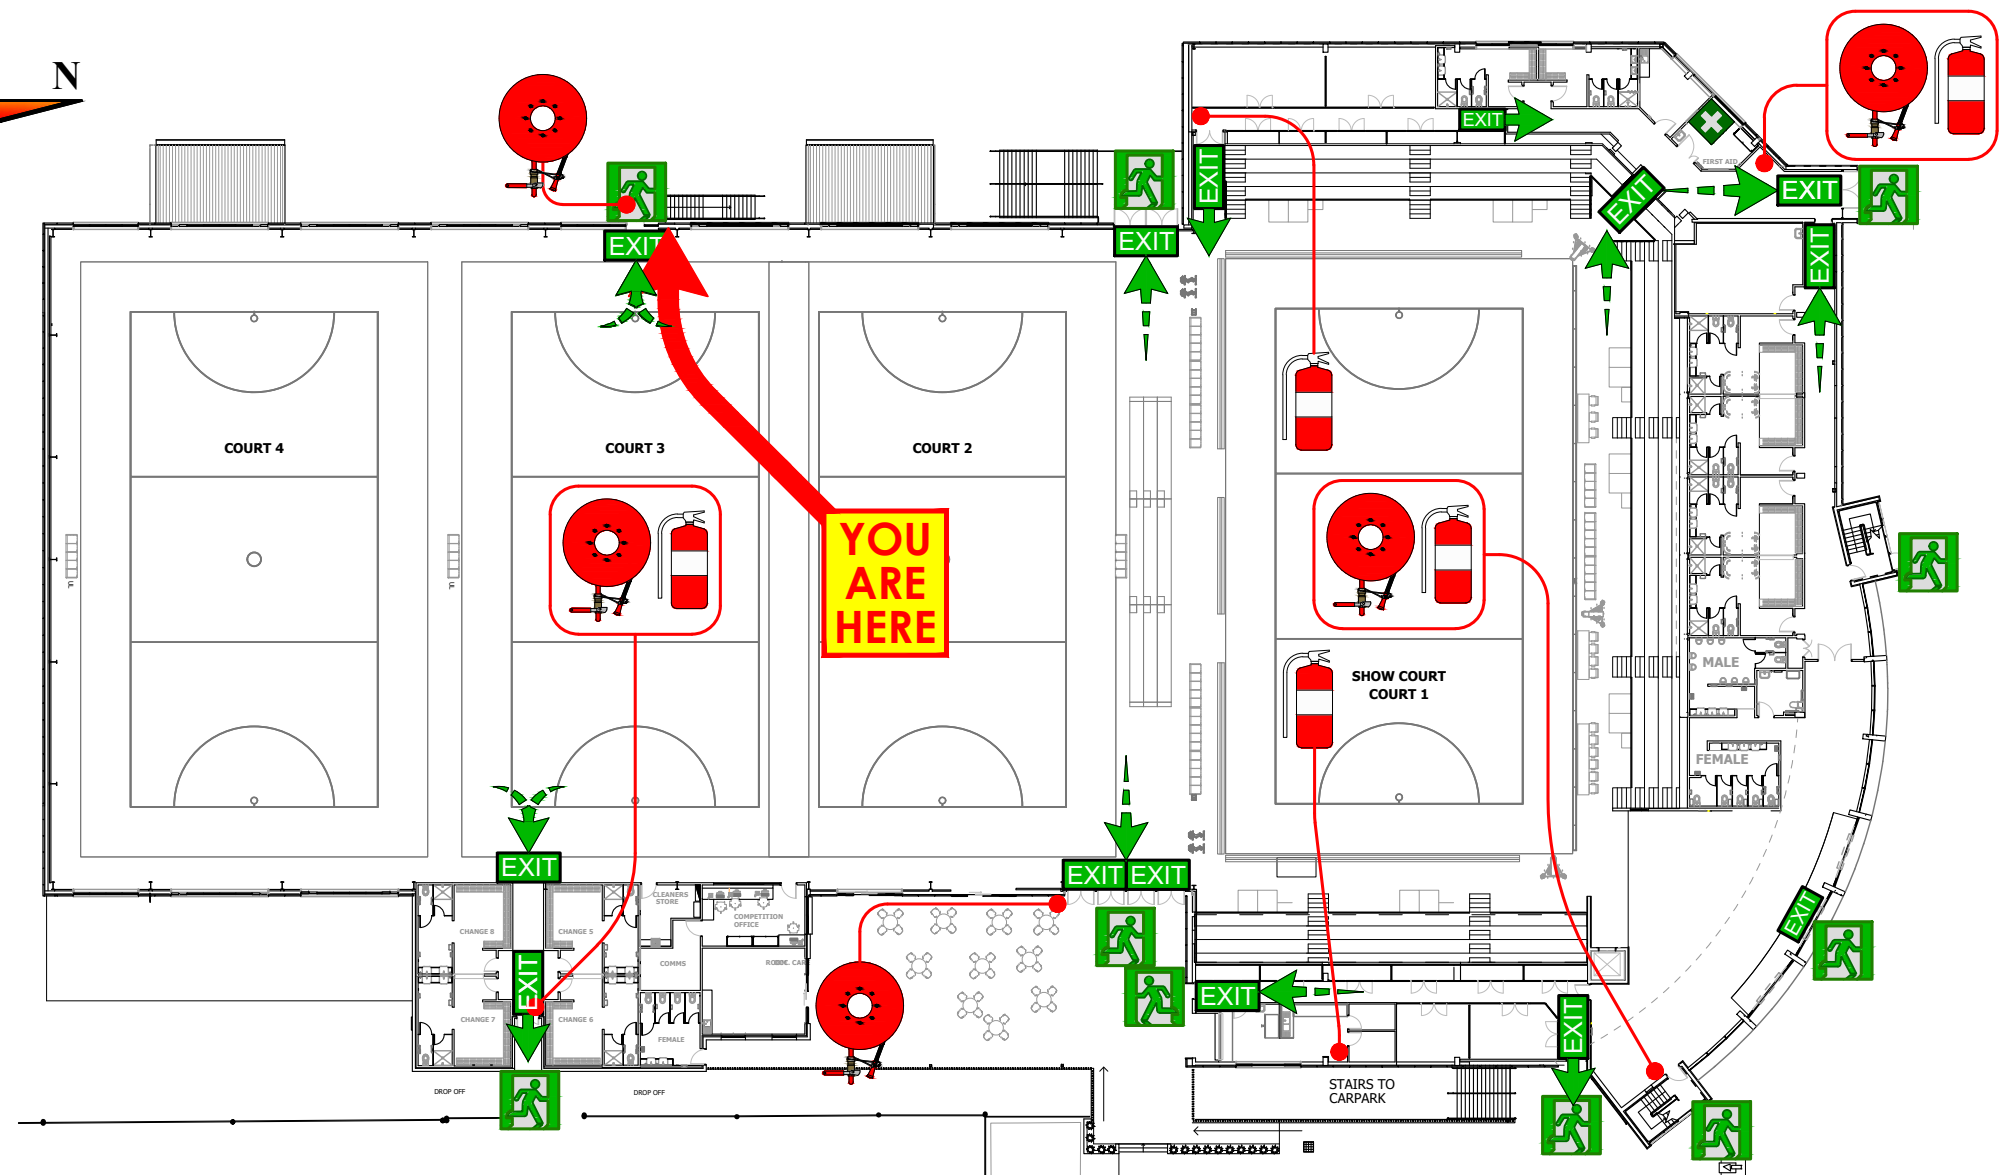 N
EXIT
EXIT
FIRST AID
EXIT
EXIT
EXIT
EXIT
EXIT
EXIT
COURT 4
COURT 3
COURT 2
YOU
ARE
HERE
SHOW COURT
COURT 1
MALE
FEMALE
EXIT
EXIT
EXIT
CLEANERS
STORE
COMPETITION
OFFICE
CHANGE 8
CHANGE 5
EXIT
COMMS
EXIT
EXIT
CHANGE 7
CHANGE 6
EXIT
FEMALE
STAIRS TO
CARPARK
DROP OFF
DROP OFF